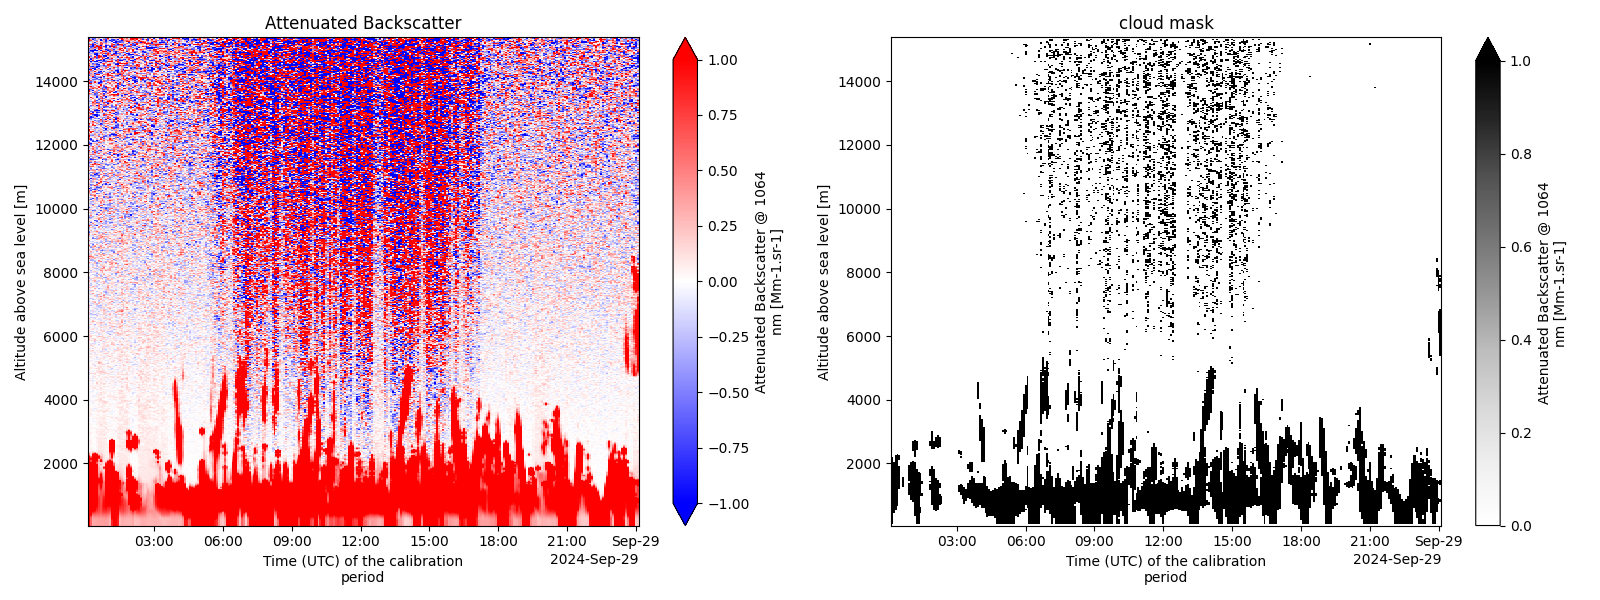 Attenuated Backscatter
14000
12000
10000
8000
6000
4000
2000
Altitude above sea level [m]
03:00
06:00
09:00
12:00
15:00
18:00
21:00
Sep-29
2024-Sep-29
Time (UTC) of the calibration
period
1.00
0.75
0.50
0.25
0.00
−0.25
−0.50
−0.75
−1.00
Attenuated Backscatter @ 1064
nm [Mm-1.sr-1]
cloud mask
14000
12000
10000
8000
6000
4000
2000
Altitude above sea level [m]
03:00
06:00
09:00
12:00
15:00
18:00
21:00
Sep-29
2024-Sep-29
Time (UTC) of the calibration
period
1.0
0.8
0.6
0.4
0.2
0.0
Attenuated Backscatter @ 1064
nm [Mm-1.sr-1]